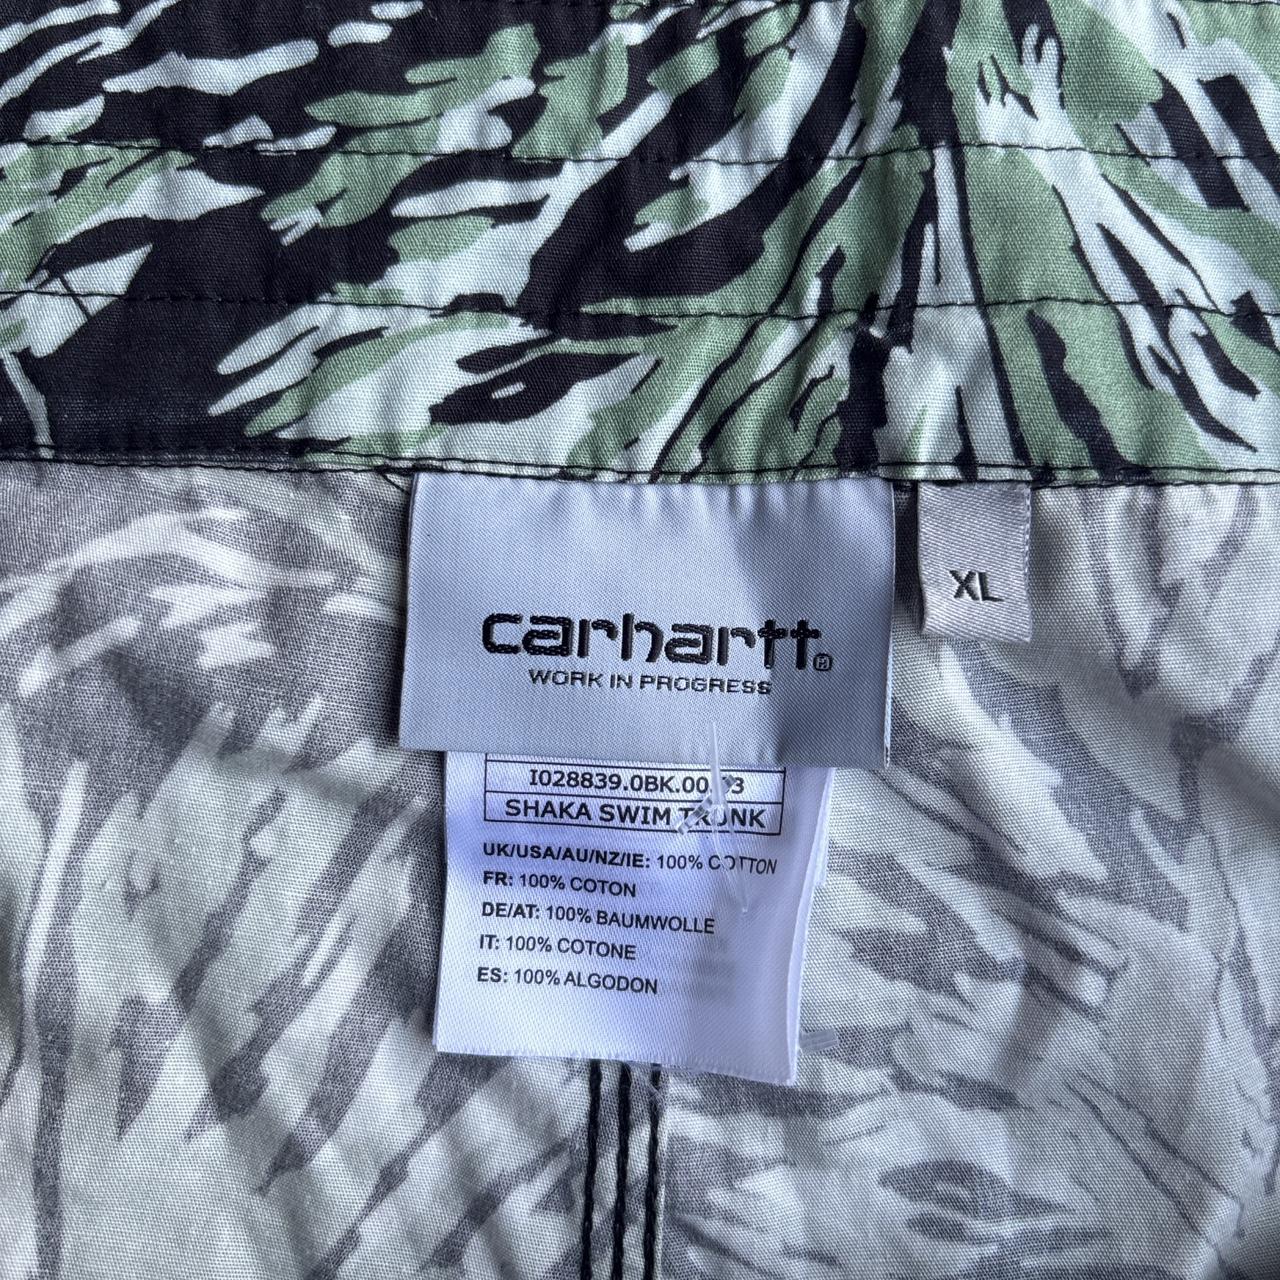 carhartt®
WORK IN PROGRESS
XL
SHAKA SWIM TRUNK
UK/USA/AU/NZ/IE: 100% COTTON
FR: 100% COTON
DE/AT: 100% BAUMWOLLE
IT: 100% COTONE
ES: 100% ALGODON